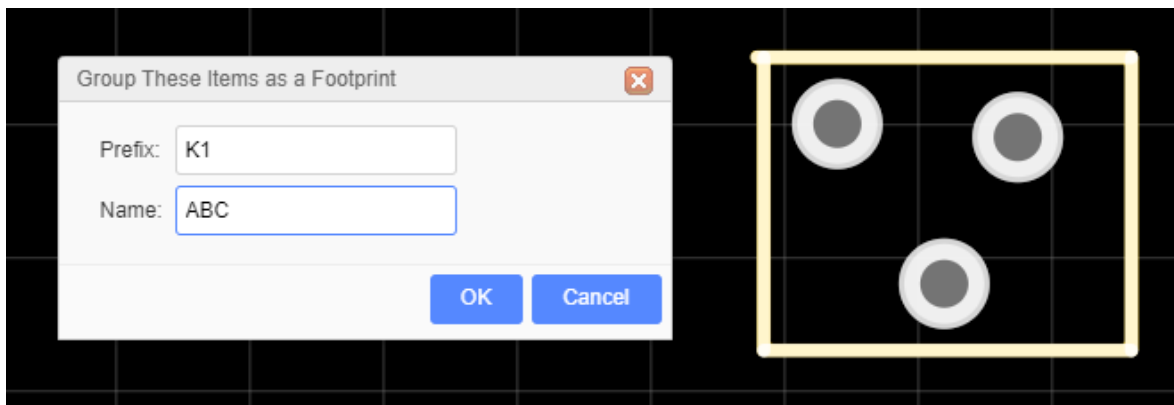 Group These Items as a Footprint
Prefix: K1
Name: ABC
OK Cancel